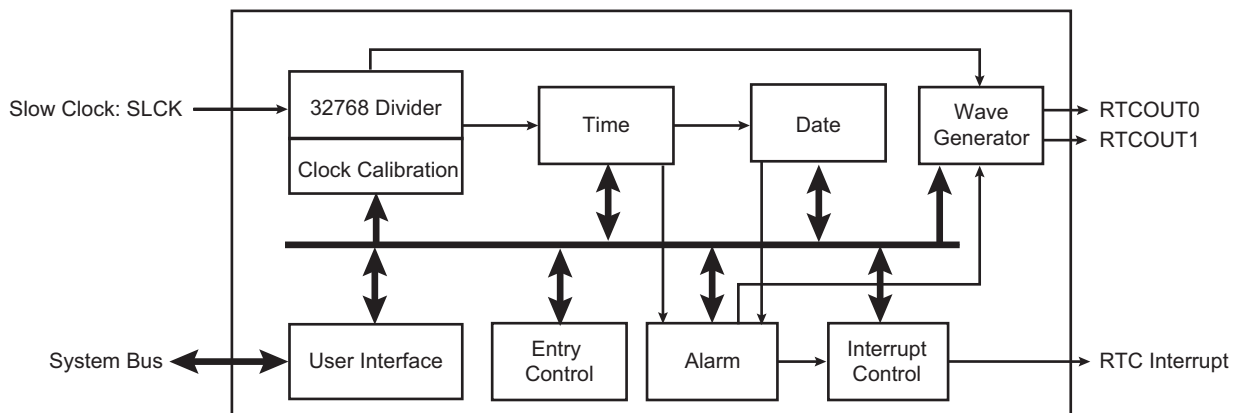 Slow Clock: SLCK
32768 Divider
Clock Calibration
Time
Date
Wave
Generator
RTCOUT0
RTCOUT1
System Bus
User Interface
Entry
Control
Alarm
Interrupt
Control
RTC Interrupt